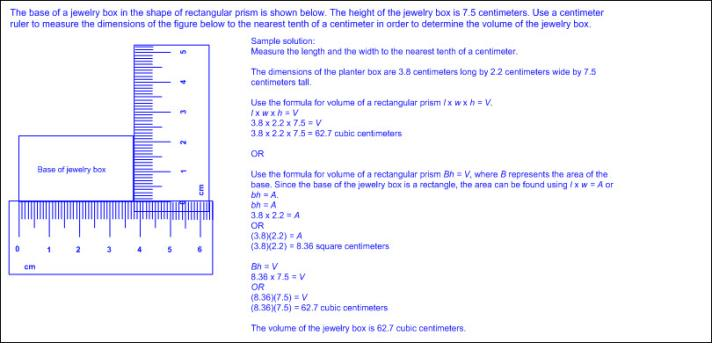 The base of a jewelry box in the shape of rectangular prism is shown below. The height of the jewelry box is 7.5 centimeters. Use a centimeter
ruler to measure the dimensions of the figure below to the nearest tenth of a centimeter in order to determine the volume of the jewelry box.
Sample solution:
Measure the length and the width to the nearest tenth of a centimeter.
The dimensions of the planter box are 3.8 centimeters long by 2.2 centimeters wide by 7.5
centimeters tall.
Use the formula for volume of a rectangular prism l x w x h = V.
l x w x h = V
3.8 x 2.2 x 7.5 = V
3.8 x 2.2 x 7.5 = 62.7 cubic centimeters
OR
Use the formula for volume of a rectangular prism Bh = V, where B represents the area of the
base. Since the base of the jewelry box is a rectangle, the area can be found using l x w = A or
bh = A.
bh = A
3.8 x 2.2 = A
OR
(3.8)(2.2) = A
(3.8)(2.2) = 8.36 square centimeters
Bh = V
8.36 x 7.5 = V
OR
(8.36)(7.5) = V
(8.36)(7.5) = 62.7 cubic centimeters
The volume of the jewelry box is 62.7 cubic centimeters.
5
4
3
2
1
0
cm
Base of jewelry box
0 1 2 3 4 5 6
cm